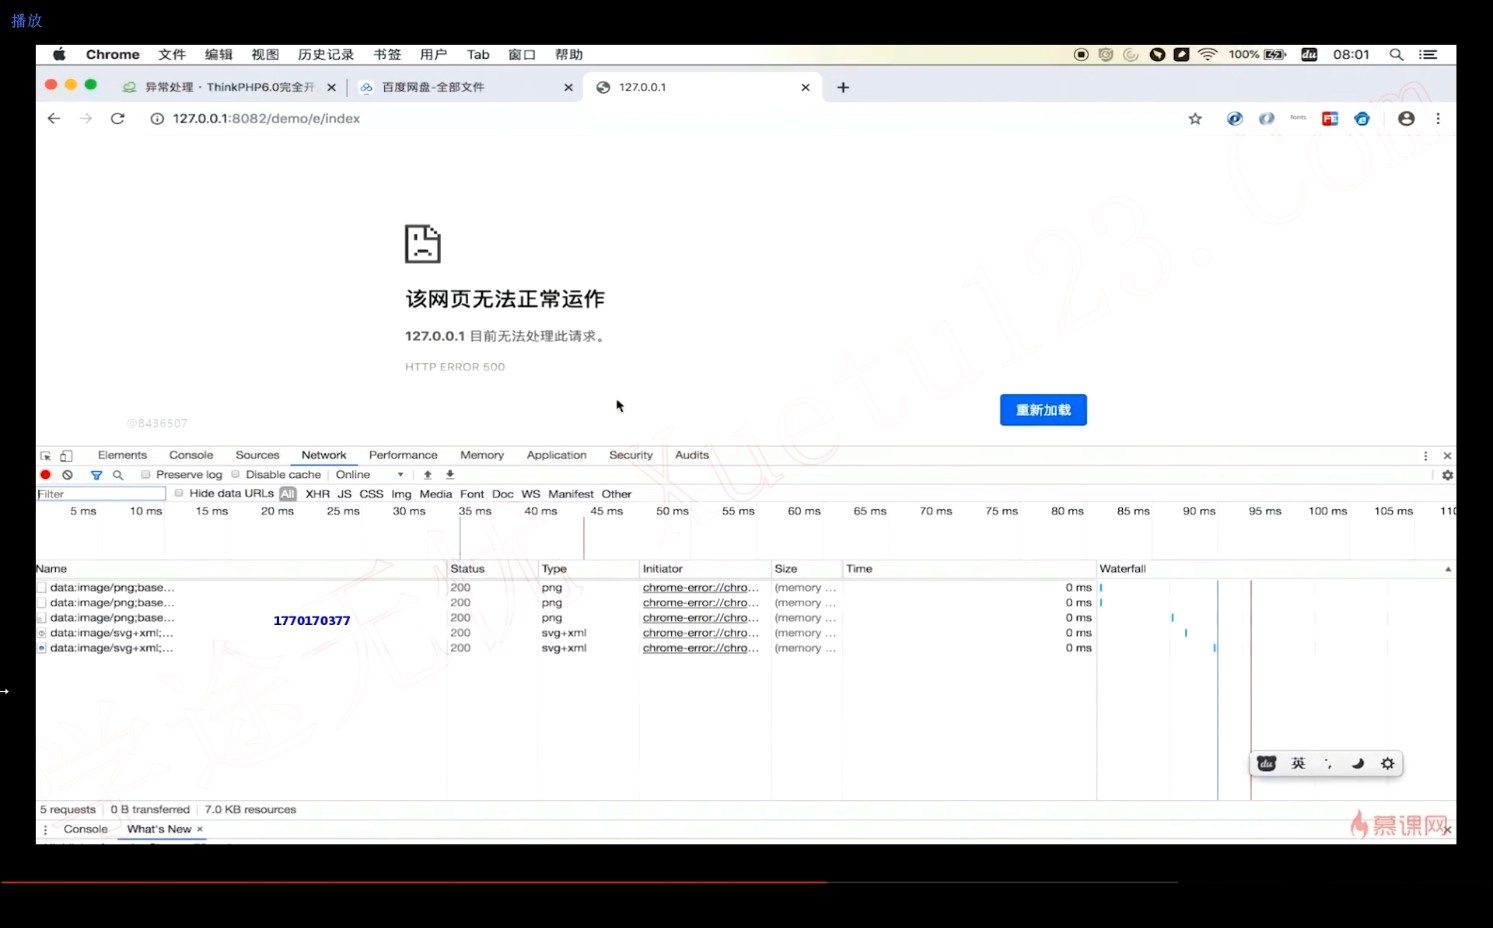 播放
Chrome 文件 编辑 视图 历史记录 书签 用户 Tab 窗口 帮助 100% du 08:01
异常处理 · ThinkPHP6.0完全开 百度网盘-全部文件 127.0.0.1
127.0.0.1:8082/demo/e/index fonts FE
该网页无法正常运作
127.0.0.1 目前无法处理此请求。
HTTP ERROR 500
重新加载
@8436507
Elements Console Sources Network Performance Memory Application Security Audits
Preserve log Disable cache Online
Filter Hide data URLs All XHR JS CSS Img Media Font Doc WS Manifest Other
5 ms 10 ms 15 ms 20 ms 25 ms 30 ms 35 ms 40 ms 45 ms 50 ms 55 ms 60 ms 65 ms 70 ms 75 ms 80 ms 85 ms 90 ms 95 ms 100 ms 105 ms 110
Name Status Type Initiator Size Time Waterfall
data:image/png;base... 200 png chrome-error://chro... (memory ... 0 ms
data:image/png;base... 200 png chrome-error://chro... (memory ... 0 ms
data:image/png;base... 200 png chrome-error://chro... (memory ... 0 ms
1770170377
data:image/svg+xml;... 200 svg+xml chrome-error://chro... (memory ... 0 ms
data:image/svg+xml;... 200 svg+xml chrome-error://chro... (memory ... 0 ms
du 英
5 requests 0 B transferred 7.0 KB resources
Console What's New
慕课网
学途无忧 Xuetu123.Com